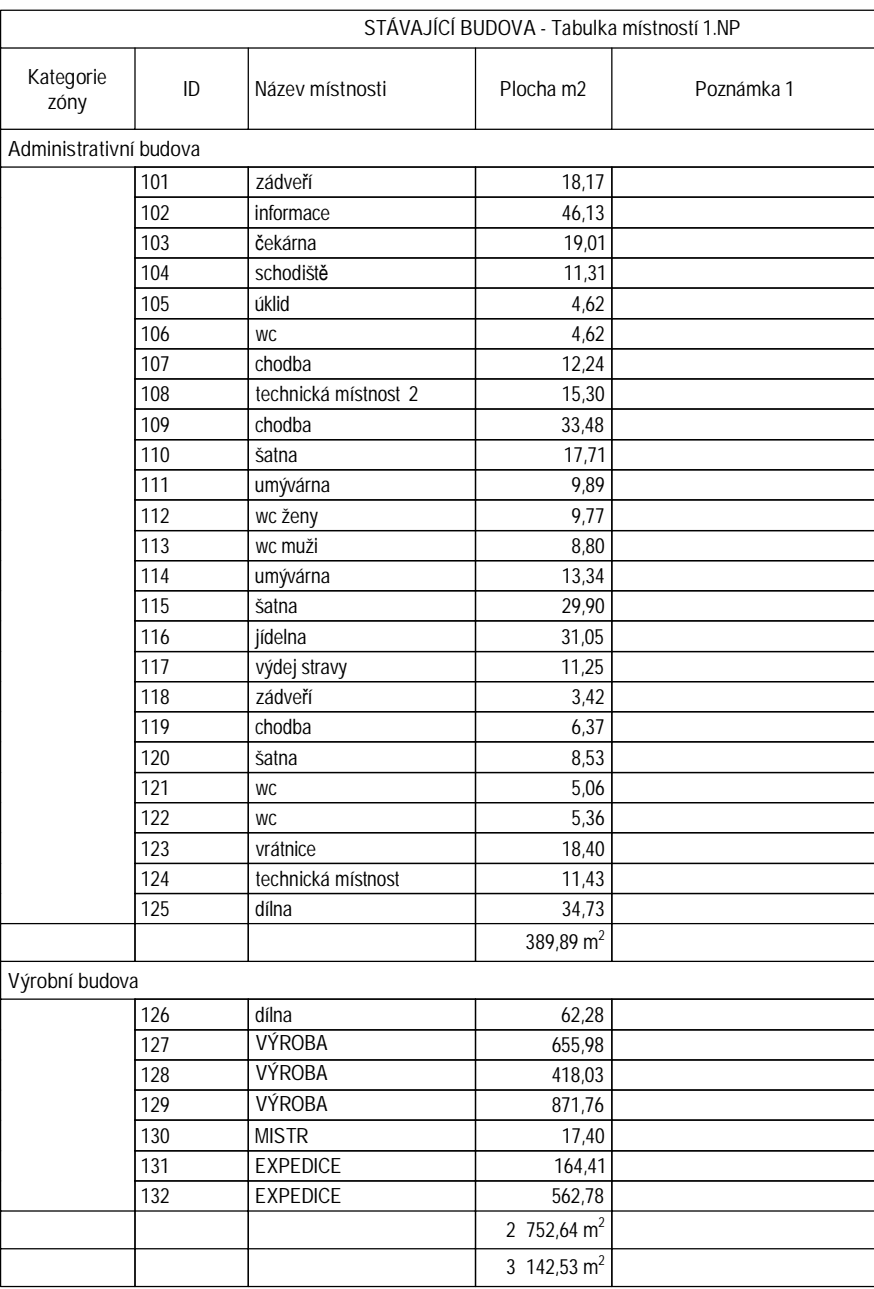 STÁVAJÍCÍ BUDOVA - Tabulka místností 1.NP
Kategorie zóny ID Název místnosti Plocha m2 Poznámka 1
Administrativní budova
101 zádveří 18,17
102 informace 46,13
103 čekárna 19,01
104 schodiště 11,31
105 úklid 4,62
106 wc 4,62
107 chodba 12,24
108 technická místnost 2 15,30
109 chodba 33,48
110 šatna 17,71
111 umývárna 9,89
112 wc ženy 9,77
113 wc muži 8,80
114 umývárna 13,34
115 šatna 29,90
116 jídelna 31,05
117 výdej stravy 11,25
118 zádveří 3,42
119 chodba 6,37
120 šatna 8,53
121 wc 5,06
122 wc 5,36
123 vrátnice 18,40
124 technická místnost 11,43
125 dílna 34,73
389,89 m²
Výrobní budova
126 dílna 62,28
127 VÝROBA 655,98
128 VÝROBA 418,03
129 VÝROBA 871,76
130 MISTR 17,40
131 EXPEDICE 164,41
132 EXPEDICE 562,78
2 752,64 m²
3 142,53 m²